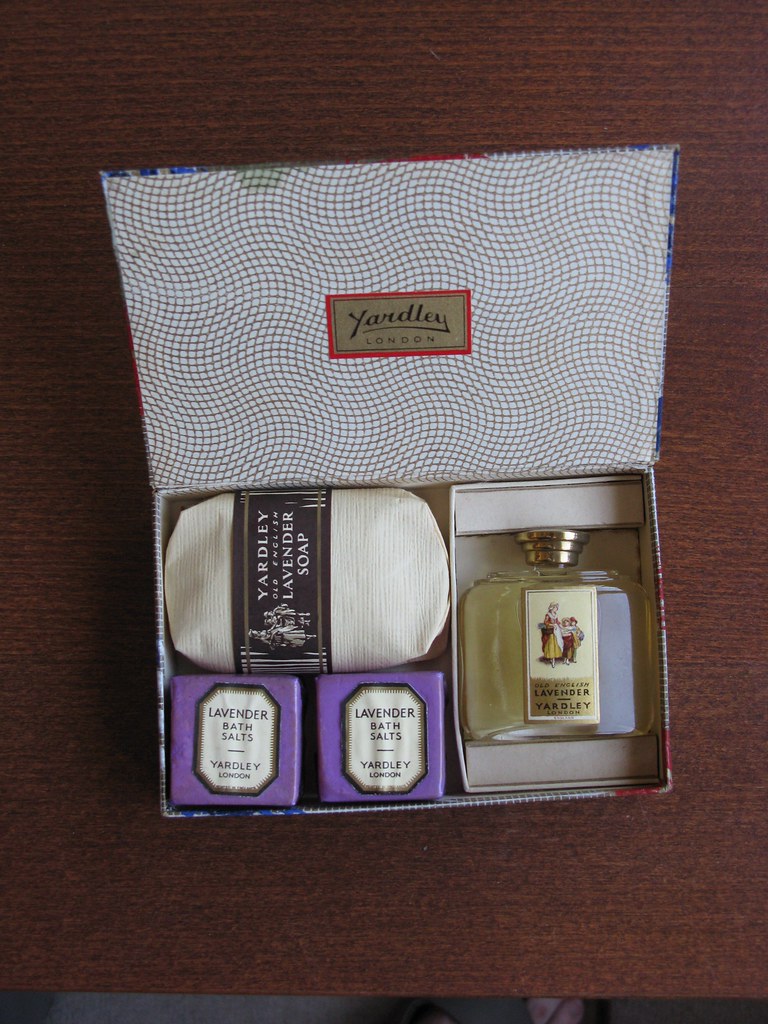 Yardley
LONDON
YARDLEY
OLD ENGLISH
LAVENDER
SOAP
OLD ENGLISH
LAVENDER
YARDLEY
LONDON
LAVENDER
BATH
SALTS
YARDLEY
LONDON
LAVENDER
BATH
SALTS
YARDLEY
LONDON